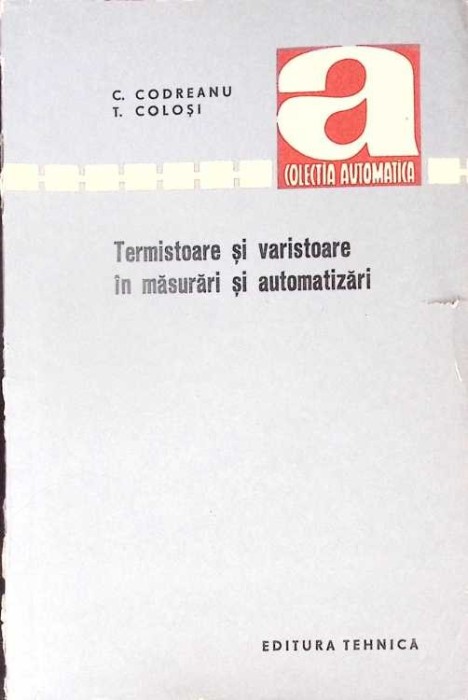 C. CODREANU
T. COLOȘI
a
COLECȚIA AUTOMATICA
Termistoare și varistoare
în măsurări și automatizări
EDITURA TEHNICĂ